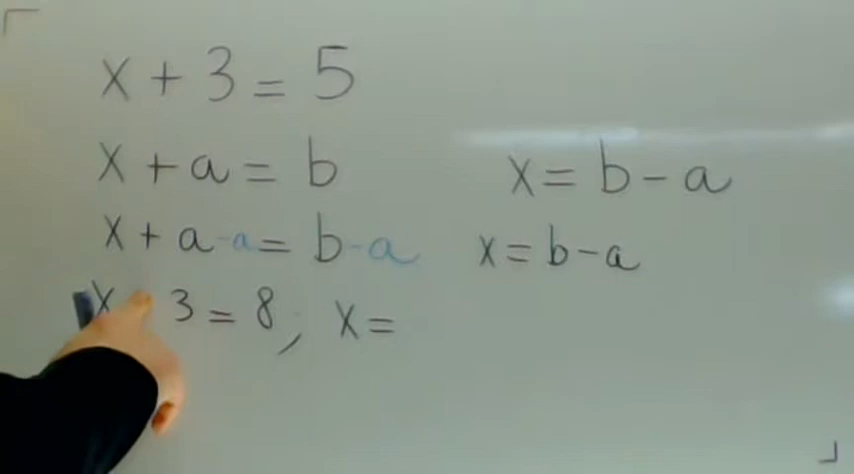 x + 3 = 5
x + a = b
x = b - a
x + a - a = b - a
x = b - a
x 3 = 8, x =